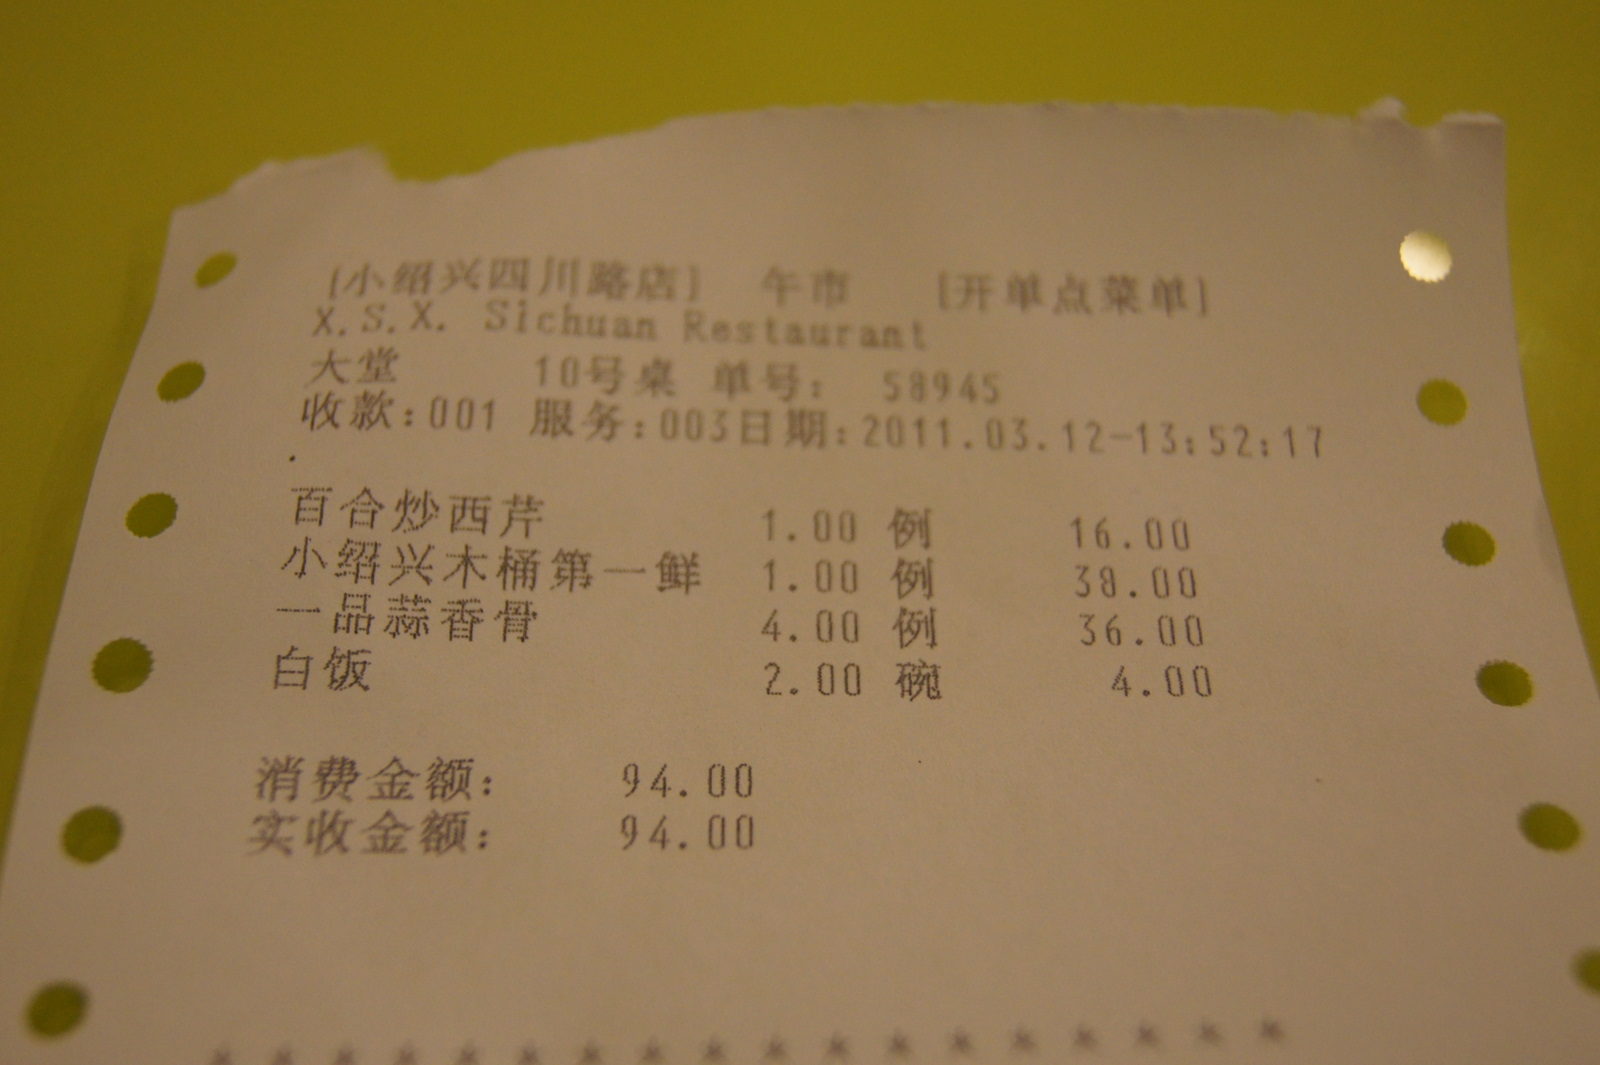 [小绍兴四川路店] 午市 [开单点菜单]
X.S.X. Sichuan Restaurant
大堂 10号桌 单号: 58945
收款:001 服务:003日期:2011.03.12-13:52:17
.
百合炒西芹 1.00 例 16.00
小绍兴木桶第一鲜 1.00 例 38.00
一品蒜香骨 4.00 例 36.00
白饭 2.00 碗 4.00
消费金额: 94.00
实收金额: 94.00
* * * * * * * * * * * * * * * * * *